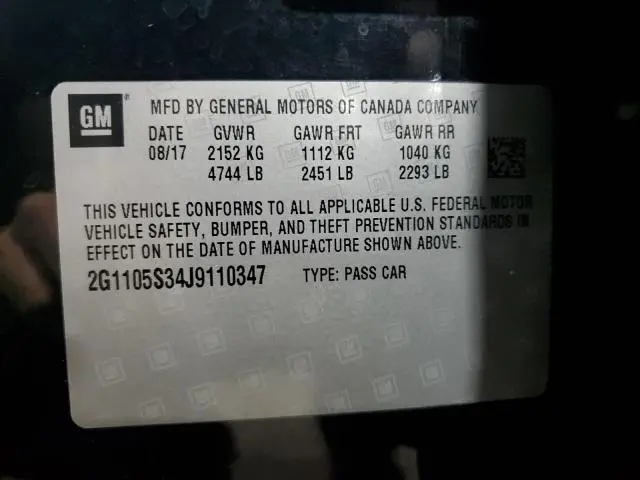 GM
MFD BY GENERAL MOTORS OF CANADA COMPANY
DATE GVWR GAWR FRT GAWR RR
08/17 2152 KG 1112 KG 1040 KG
4744 LB 2451 LB 2293 LB
THIS VEHICLE CONFORMS TO ALL APPLICABLE U.S. FEDERAL MOTOR
VEHICLE SAFETY, BUMPER, AND THEFT PREVENTION STANDARDS IN
EFFECT ON THE DATE OF MANUFACTURE SHOWN ABOVE.
2G1105S34J9110347 TYPE: PASS CAR